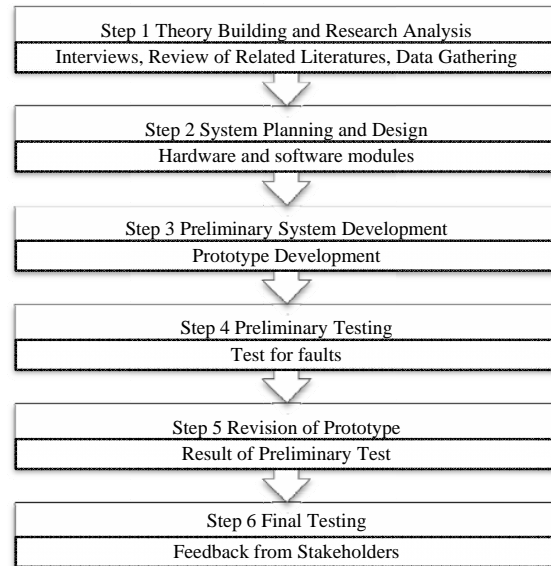 Step 1 Theory Building and Research Analysis
Interviews, Review of Related Literatures, Data Gathering
Step 2 System Planning and Design
Hardware and software modules
Step 3 Preliminary System Development
Prototype Development
Step 4 Preliminary Testing
Test for faults
Step 5 Revision of Prototype
Result of Preliminary Test
Step 6 Final Testing
Feedback from Stakeholders